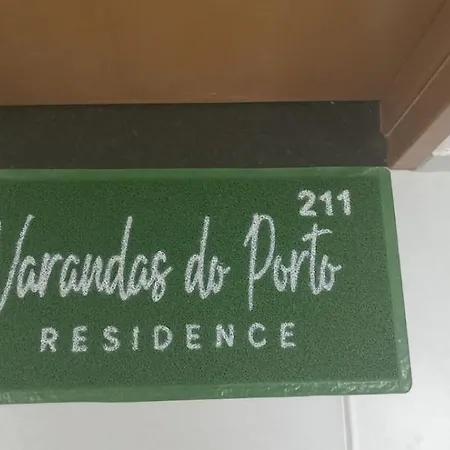 211
Varandas do Porto
RESIDENCE